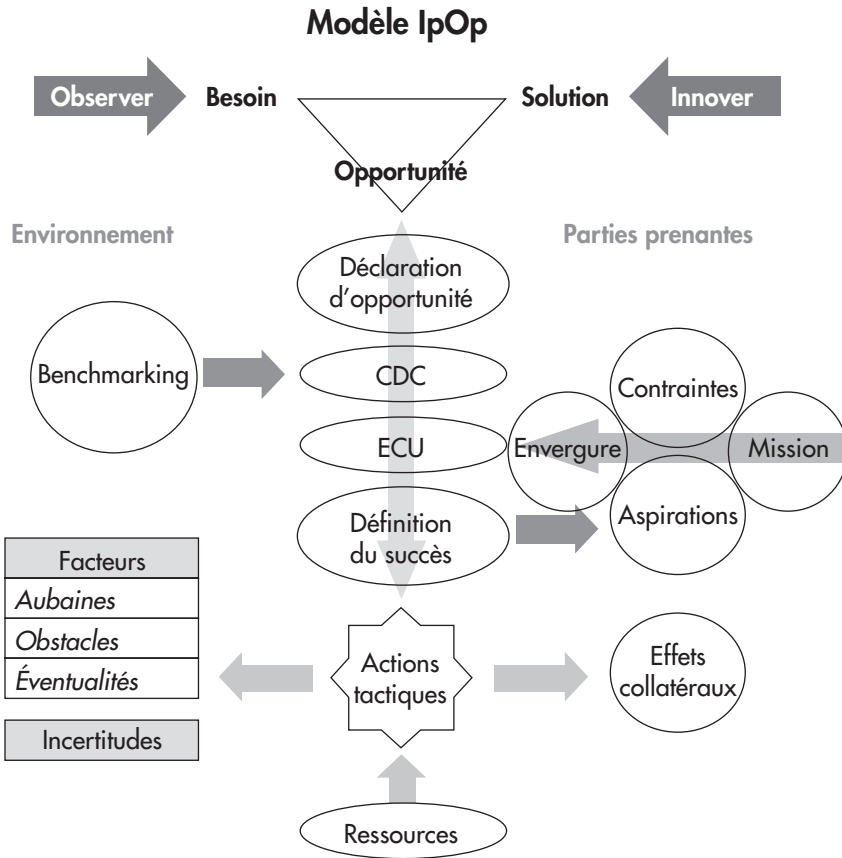 Modèle IpOp
Observer
Besoin
Solution
Innover
Opportunité
Environnement
Parties prenantes
Déclaration
d’opportunité
Benchmarking
CDC
Contraintes
ECU
Envergure
Mission
Définition
du succès
Aspirations
Facteurs
Aubaines
Obstacles
Éventualités
Incertitudes
Actions
tactiques
Effets
collatéraux
Ressources